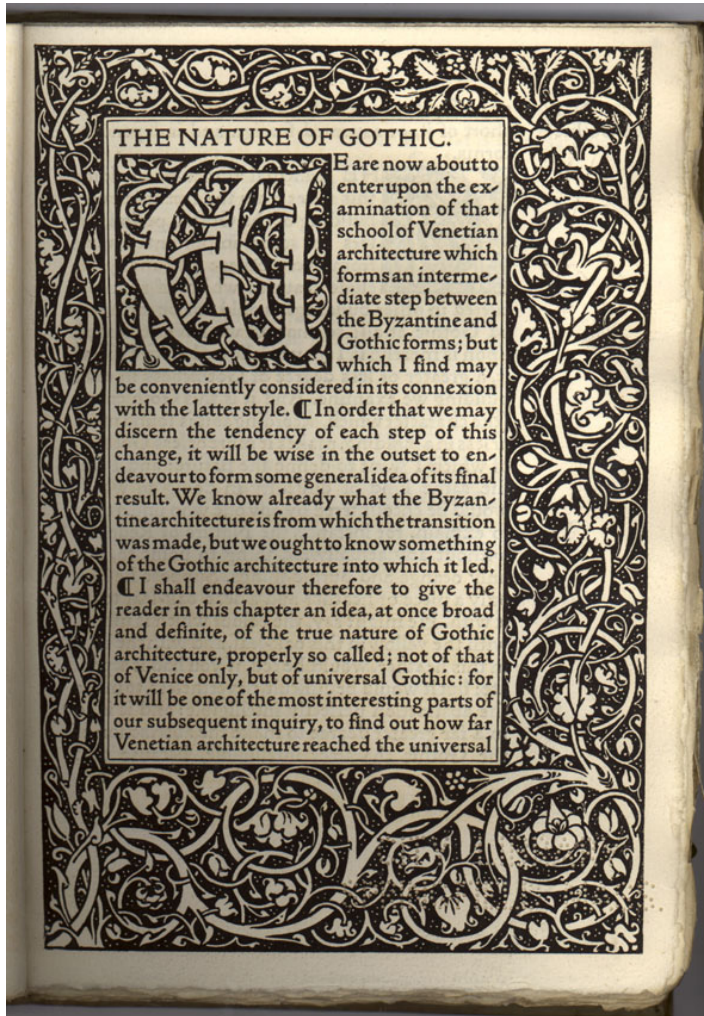 THE NATURE OF GOTHIC.
WE are now about to
enter upon the ex-
amination of that
school of Venetian
architecture which
forms an interme-
diate step between
the Byzantine and
Gothic forms; but
which I find may
be conveniently considered in its connexion
with the latter style. ¶ In order that we may
discern the tendency of each step of this
change, it will be wise in the outset to en-
deavour to form some general idea of its final
result. We know already what the Byzan-
tine architecture is from which the transition
was made, but we ought to know something
of the Gothic architecture into which it led.
¶ I shall endeavour therefore to give the
reader in this chapter an idea, at once broad
and definite, of the true nature of Gothic
architecture, properly so called; not of that
of Venice only, but of universal Gothic: for
it will be one of the most interesting parts of
our subsequent inquiry, to find out how far
Venetian architecture reached the universal